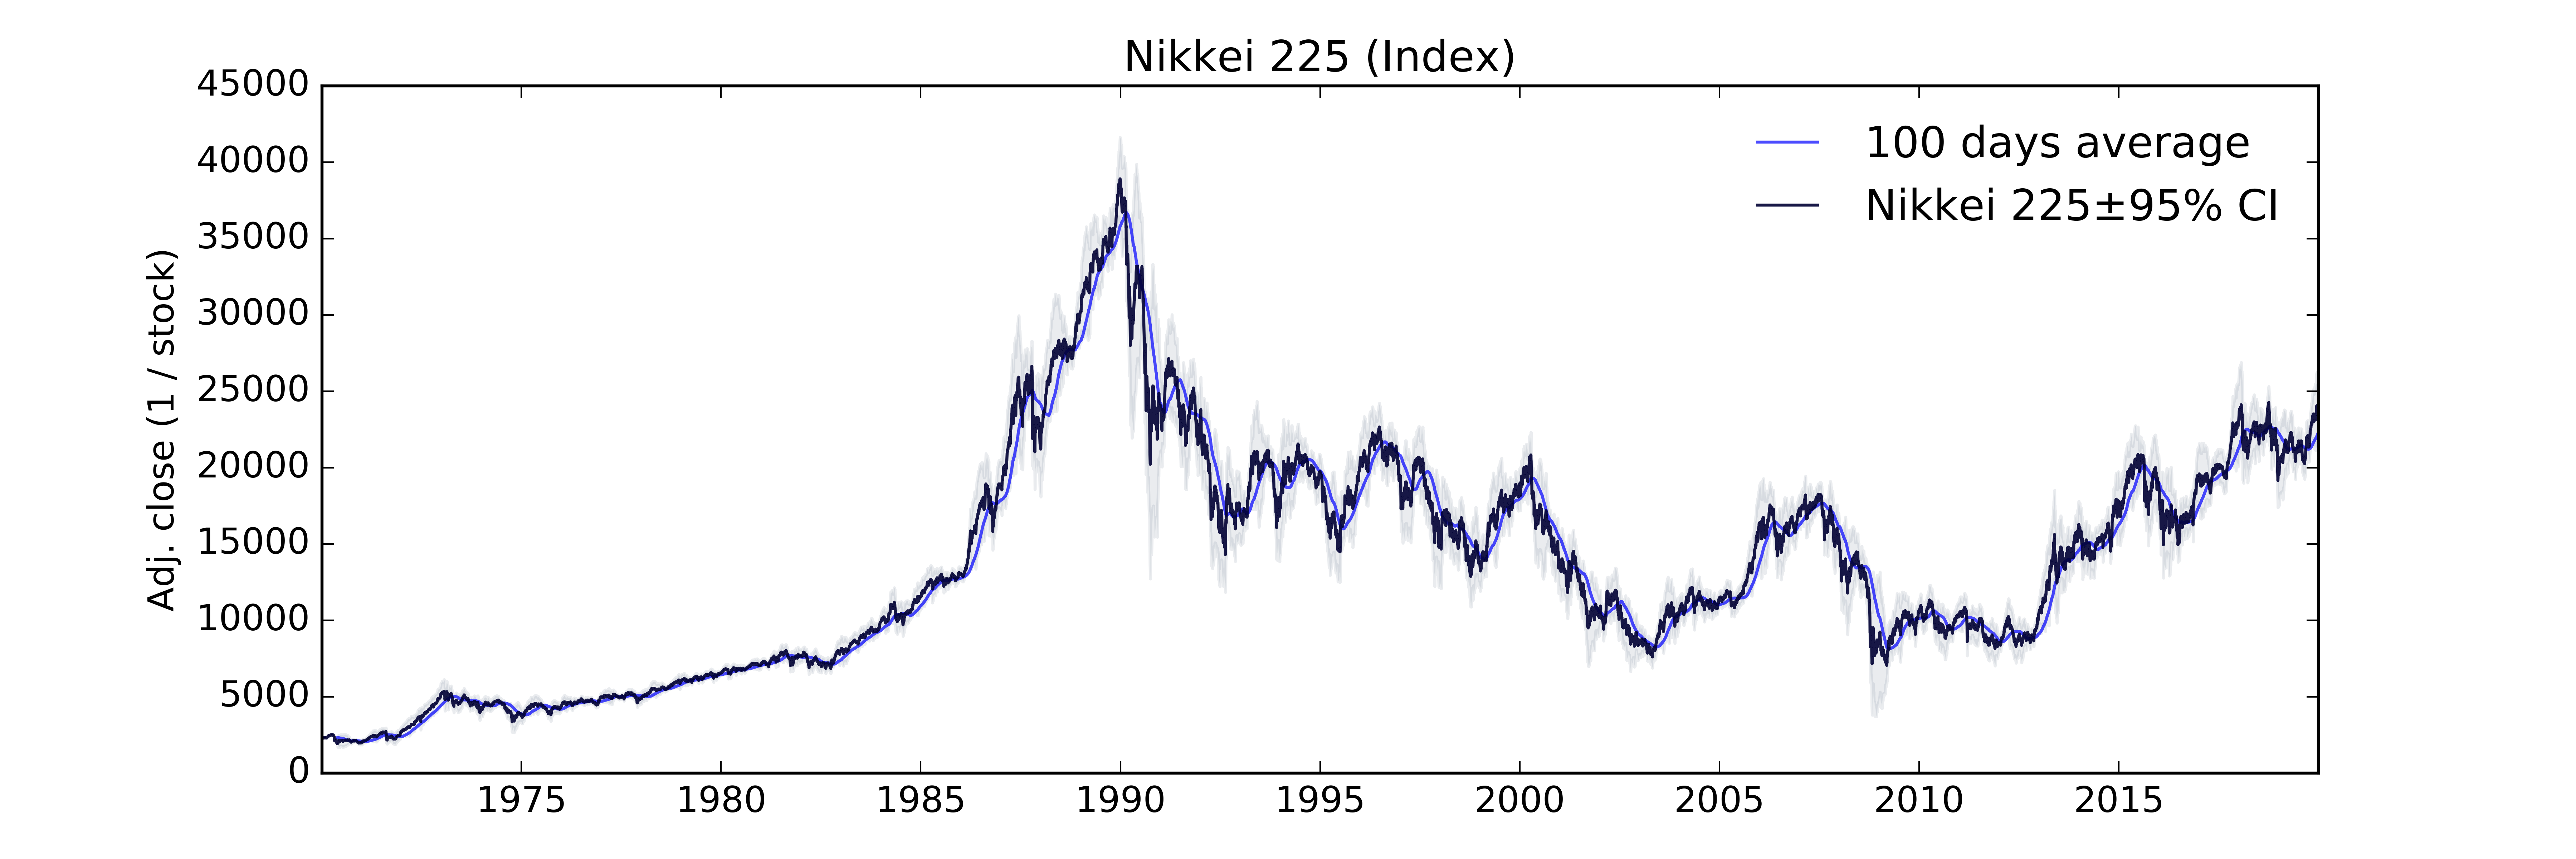 Nikkei 225 (Index)
45000
40000
35000
30000
25000
20000
15000
10000
5000
0
Adj. close (1 / stock)
100 days average
Nikkei 225±95% CI
1975 1980 1985 1990 1995 2000 2005 2010 2015